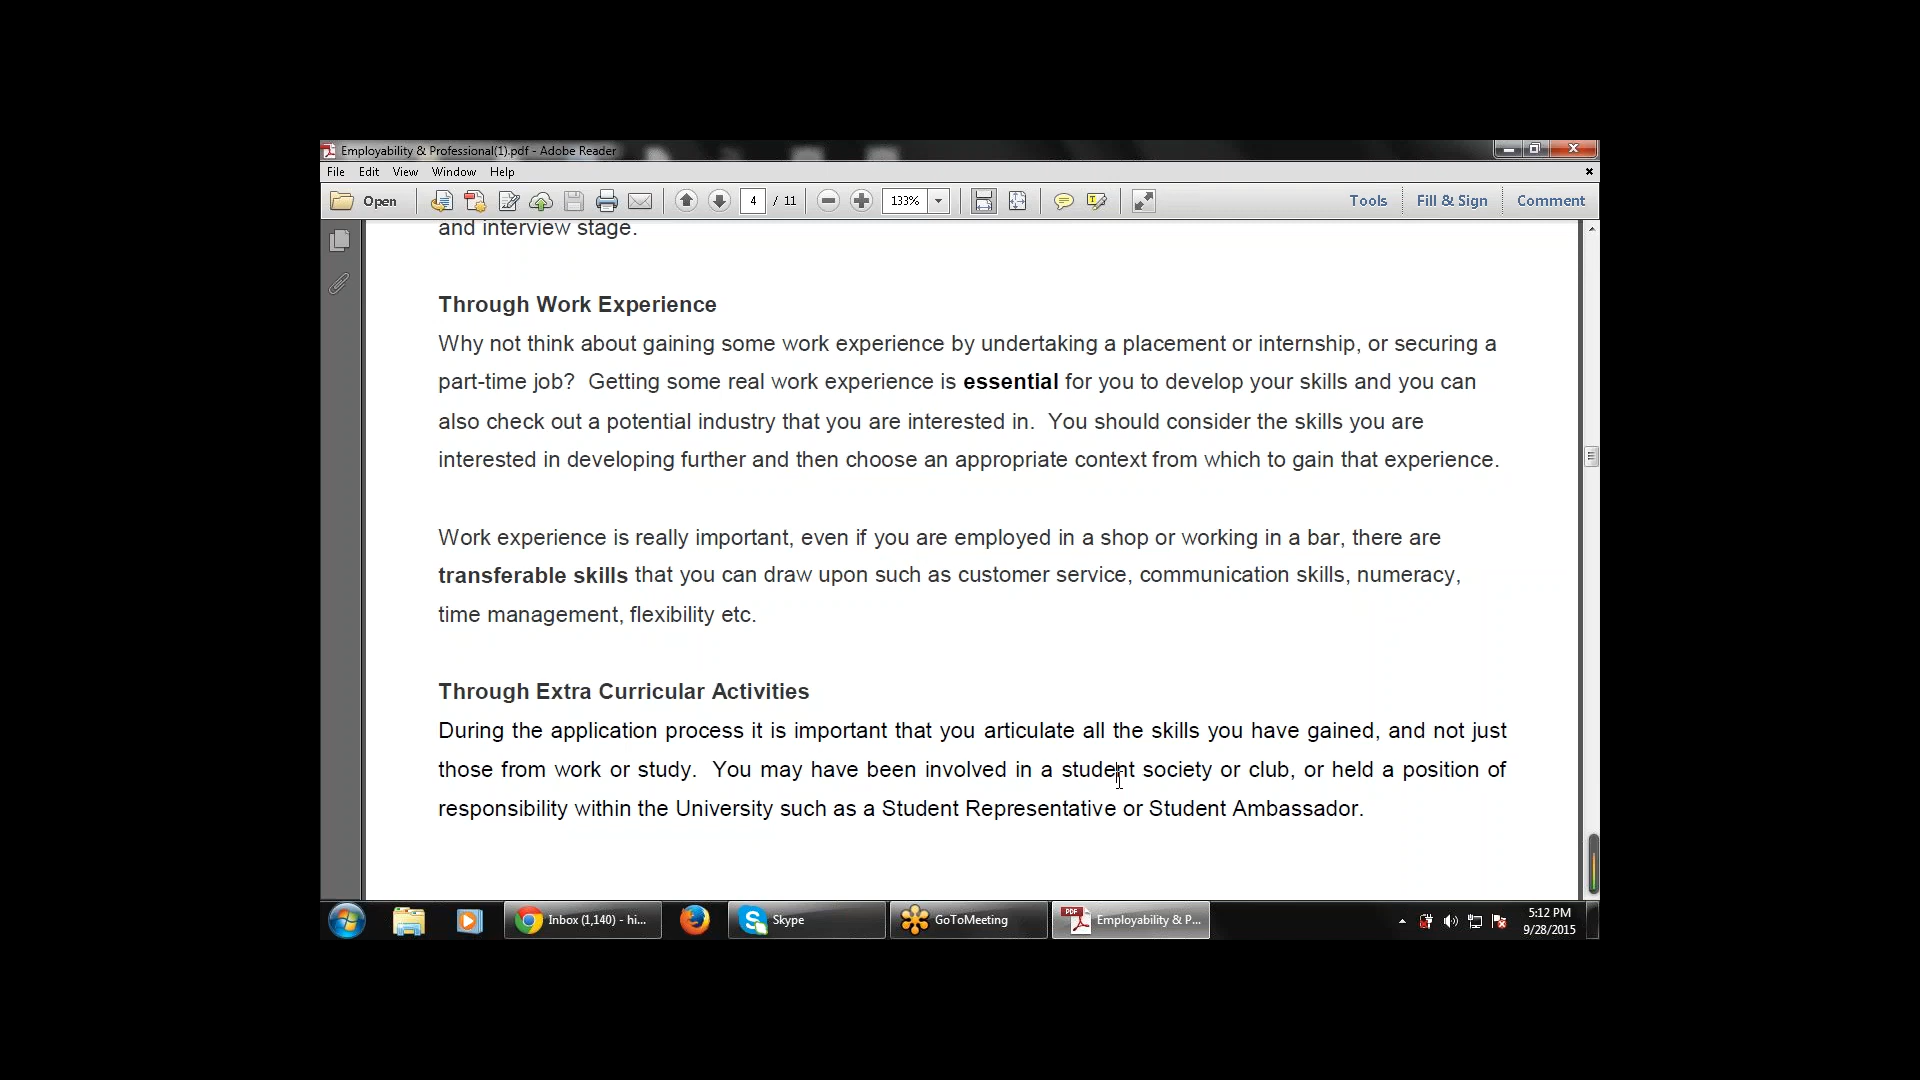 Employability & Professional(1).pdf - Adobe Reader
File Edit View Window Help
Open 4 / 11 133% Tools Fill & Sign Comment
and interview stage.
Through Work Experience
Why not think about gaining some work experience by undertaking a placement or internship, or securing a
part-time job? Getting some real work experience is essential for you to develop your skills and you can
also check out a potential industry that you are interested in. You should consider the skills you are
interested in developing further and then choose an appropriate context from which to gain that experience.
Work experience is really important, even if you are employed in a shop or working in a bar, there are
transferable skills that you can draw upon such as customer service, communication skills, numeracy,
time management, flexibility etc.
Through Extra Curricular Activities
During the application process it is important that you articulate all the skills you have gained, and not just
those from work or study. You may have been involved in a student society or club, or held a position of
responsibility within the University such as a Student Representative or Student Ambassador.
Inbox (1,140) - hi... Skype GoToMeeting PDF Employability & P... 5:12 PM
9/28/2015